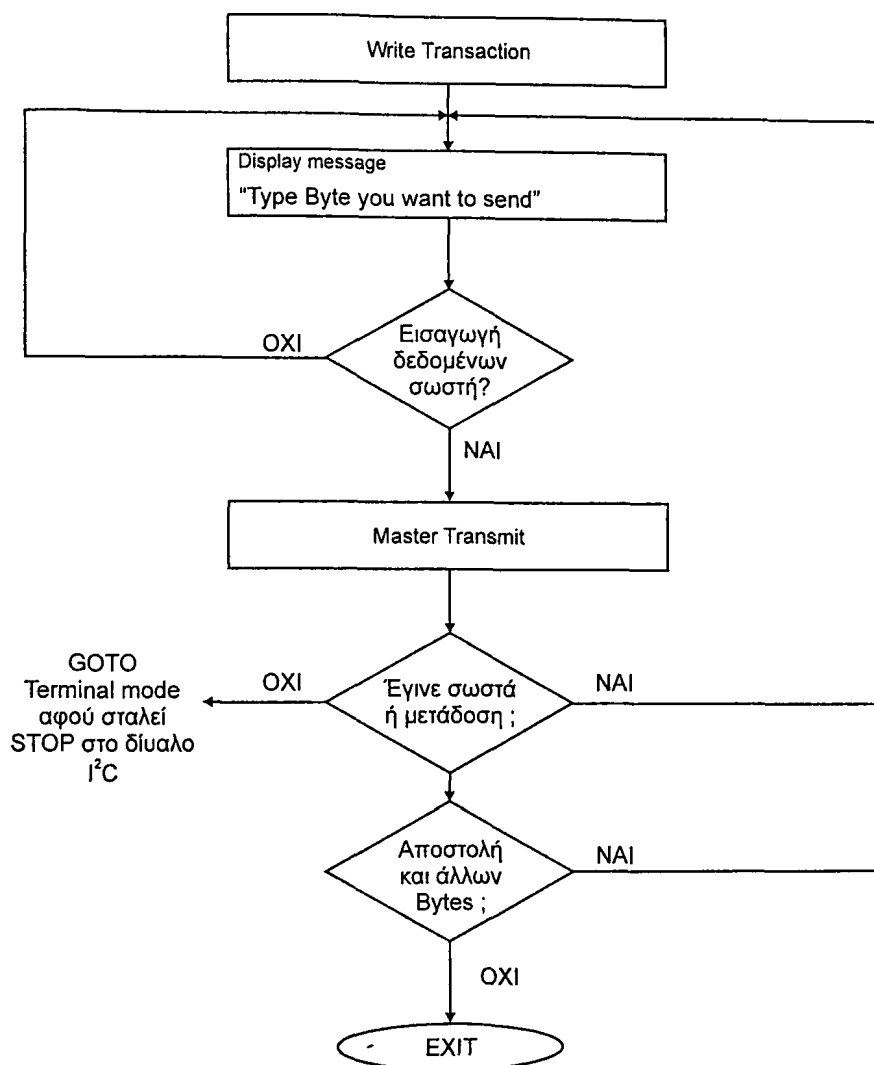 Write Transaction
Display message
"Type Byte you want to send"
Εισαγωγή
δεδομένων
σωστή?
ΟΧΙ
ΝΑΙ
Master Transmit
Έγινε σωστά
ή μετάδοση ;
ΟΧΙ
ΝΑΙ
GOTO
Terminal mode
αφού σταλεί
STOP στο δίυαλο
I²C
Αποστολή
και άλλων
Bytes ;
ΝΑΙ
ΟΧΙ
EXIT